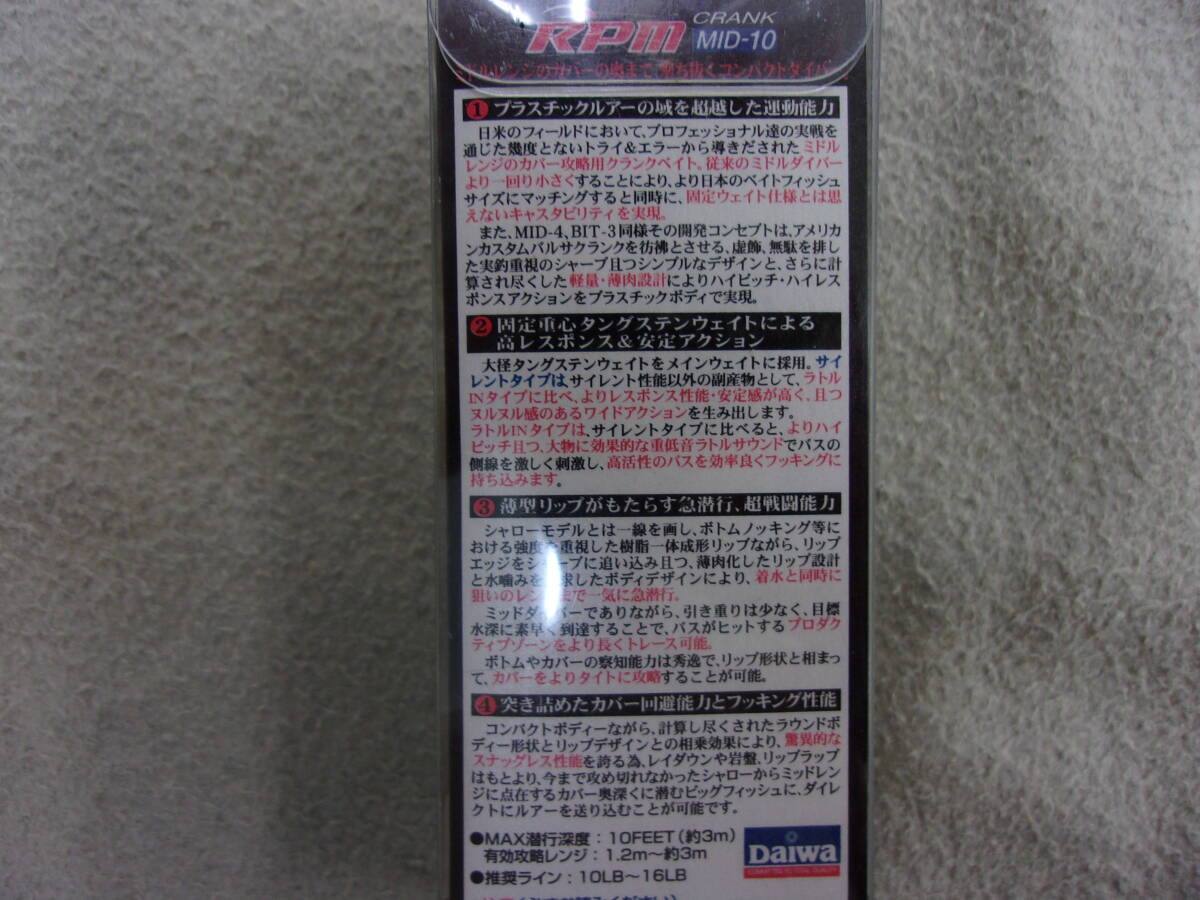 RPM CRANK
MID-10
ミドルレンジのカバーの奥まで、撃ち抜くコンパクトダイバー。
❶ プラスチックルアーの域を超越した運動能力
日米のフィールドにおいて、プロフェッショナル達の実戦を
通じた幾度とないトライ&エラーから導きだされたミドル
レンジのカバー攻略用クランクベイト。従来のミドルダイバー
より一回り小さくすることにより、より日本のベイトフィッシュ
サイズにマッチングすると同時に、固定ウェイト仕様とは思
えないキャスタビリティを実現。
また、MID-4、BIT-3同様その開発コンセプトは、アメリカ
ンカスタムバルサクランクを彷彿とさせる、虚飾、無駄を排し
た実釣重視のシャープ且つシンプルなデザインと、さらに計
算され尽くした軽量・薄肉設計によりハイピッチ・ハイレス
ポンスアクションをプラスチックボディで実現。
❷ 固定重心タングステンウェイトによる
高レスポンス&安定アクション
大径タングステンウェイトをメインウェイトに採用。サイ
レントタイプは、サイレント性能以外の副産物として、ラトル
INタイプに比べ、よりレスポンス性能・安定感が高く、且つ
ヌルヌル感のあるワイドアクションを生み出します。
ラトルINタイプは、サイレントタイプに比べると、よりハイ
ピッチ且つ、大物に効果的な重低音ラトルサウンドでバスの
側線を激しく刺激し、高活性のバスを効率良くフッキングに
持ち込みます。
❸ 薄型リップがもたらす急潜行、超戦闘能力
シャローモデルとは一線を画し、ボトムノッキング等に
おける強度を重視した樹脂一体成形リップながら、リップ
エッジをシャープに追い込み且つ、薄肉化したリップ設計
と水噛みを 求したボディデザインにより、着水と同時に
狙いのレンジまで一気に急潜行。
ミッドダイバーでありながら、引き重りは少なく、目標
水深に素早く到達することで、バスがヒットするプロダク
ティブゾーンをより長くトレース可能。
ボトムやカバーの察知能力は秀逸で、リップ形状と相まっ
て、カバーをよりタイトに攻略することが可能。
❹ 突き詰めたカバー回避能力とフッキング性能
コンパクトボディーながら、計算し尽くされたラウンドボ
ディー形状とリップデザインとの相乗効果により、驚異的な
スナッグレス性能を誇る為、レイダウンや岩盤、リップラップ
はもとより、今まで攻め切れなかったシャローからミッドレン
ジに点在するカバー奥深くに潜むビッグフィッシュに、ダイレ
クトにルアーを送り込むことが可能です。
●MAX潜行深度：10FEET（約3m）
有効攻略レンジ：1.2m〜約3m
●推奨ライン：10LB〜16LB
Daiwa